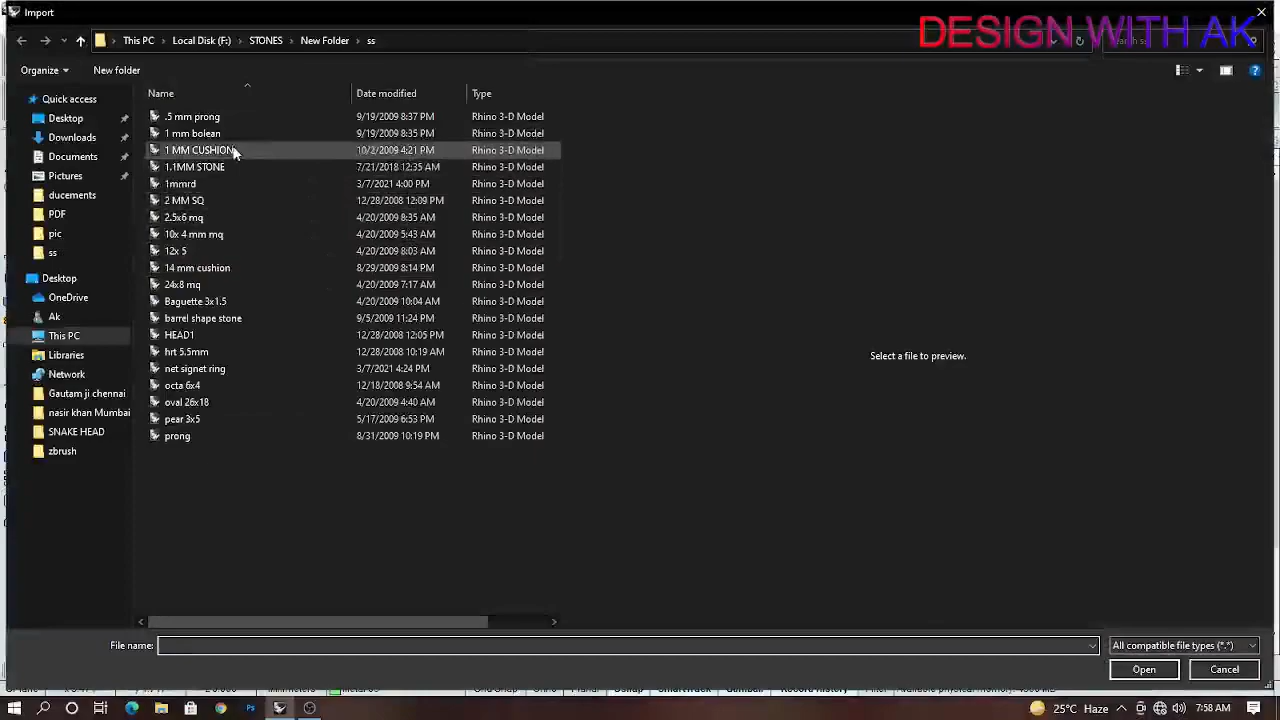 Import
DESIGN WITH AK
This PC > Local Disk (F:) > STONES > New Folder > ss
Organize New folder
Name Date modified Type
Quick access
Desktop
Downloads
Documents
Pictures
ducements
PDF
pic
ss
Desktop
OneDrive
Ak
This PC
Libraries
Network
Gautam ji chennai
nasir khan Mumbai
SNAKE HEAD
zbrush
.5 mm prong 9/19/2009 8:37 PM Rhino 3-D Model
1 mm bolean 9/19/2009 8:35 PM Rhino 3-D Model
1 MM CUSHION 10/2/2009 4:21 PM Rhino 3-D Model
1.1MM STONE 7/21/2018 12:35 AM Rhino 3-D Model
1mmrd 3/7/2021 4:00 PM Rhino 3-D Model
2 MM SQ 12/28/2008 12:09 PM Rhino 3-D Model
2.5x6 mq 4/20/2009 8:35 AM Rhino 3-D Model
10x 4 mm mq 4/20/2009 5:43 AM Rhino 3-D Model
12x 5 4/20/2009 8:03 AM Rhino 3-D Model
14 mm cushion 8/29/2009 8:14 PM Rhino 3-D Model
24x8 mq 4/20/2009 7:17 AM Rhino 3-D Model
Baguette 3x1.5 4/20/2009 10:04 AM Rhino 3-D Model
barrel shape stone 9/5/2009 11:24 PM Rhino 3-D Model
HEAD1 12/28/2008 12:05 PM Rhino 3-D Model
hrt 5.5mm 12/28/2008 10:19 AM Rhino 3-D Model
net signet ring 3/7/2021 4:24 PM Rhino 3-D Model
octa 6x4 12/18/2008 9:54 AM Rhino 3-D Model
oval 26x18 4/20/2009 4:40 AM Rhino 3-D Model
pear 3x5 5/17/2009 6:53 PM Rhino 3-D Model
prong 8/31/2009 10:19 PM Rhino 3-D Model
Select a file to preview.
File name: All compatible file types (*.*)
Open Cancel
25°C Haze 7:58 AM